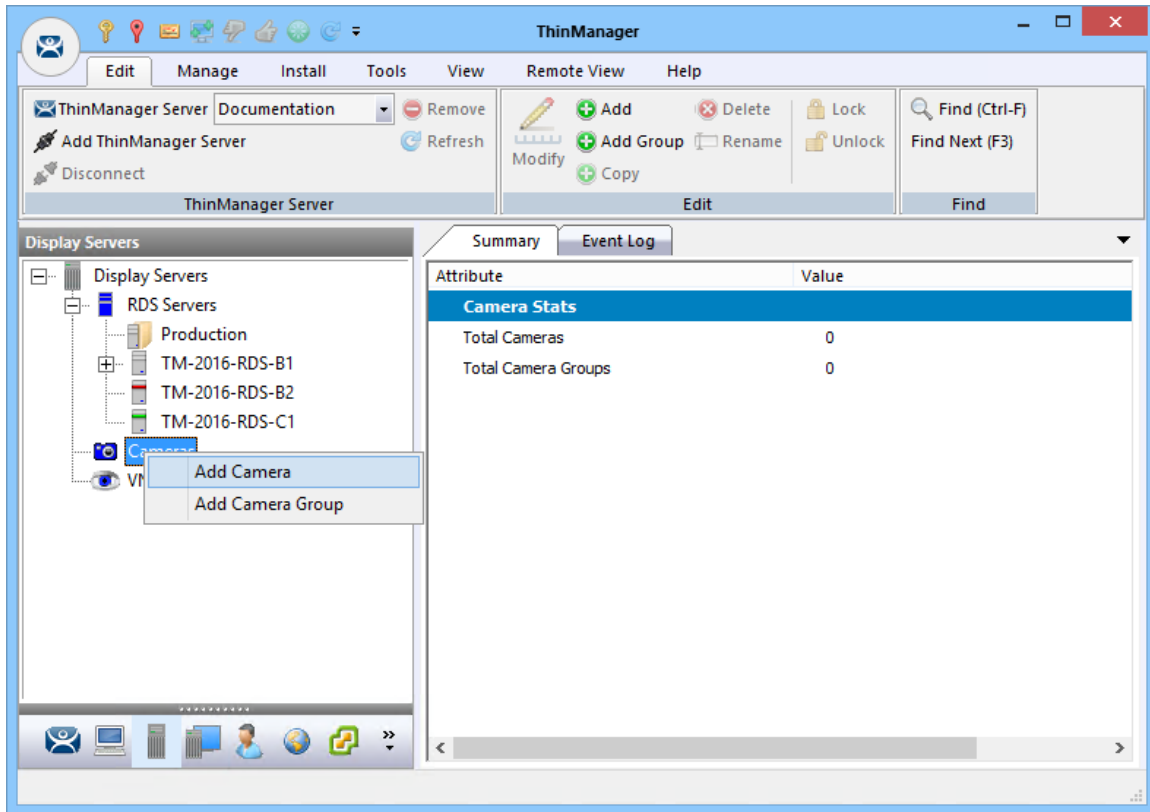 ThinManager
Edit Manage Install Tools View Remote View Help
ThinManager Server Documentation Remove
Add ThinManager Server Refresh
Disconnect
ThinManager Server
Modify
Add Delete Lock
Add Group Rename Unlock
Copy
Edit
Find (Ctrl-F)
Find Next (F3)
Find
Display Servers
Display Servers
RDS Servers
Production
TM-2016-RDS-B1
TM-2016-RDS-B2
TM-2016-RDS-C1
Cameras
Add Camera
Add Camera Group
Summary Event Log
Attribute Value
Camera Stats
Total Cameras 0
Total Camera Groups 0